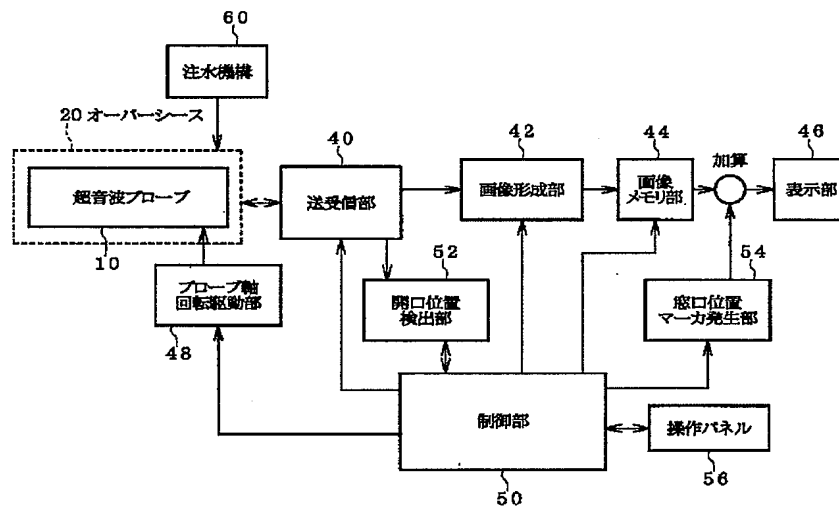 60
注水機構
20 オーバーシース
40
42
44
加算
46
超音波プローブ
送受信部
画像形成部
画像
メモリ部
表示部
10
52
54
プローブ軸
回転駆動部
開口位置
検出部
窓口位置
マーカ発生部
48
制御部
操作パネル
50
56